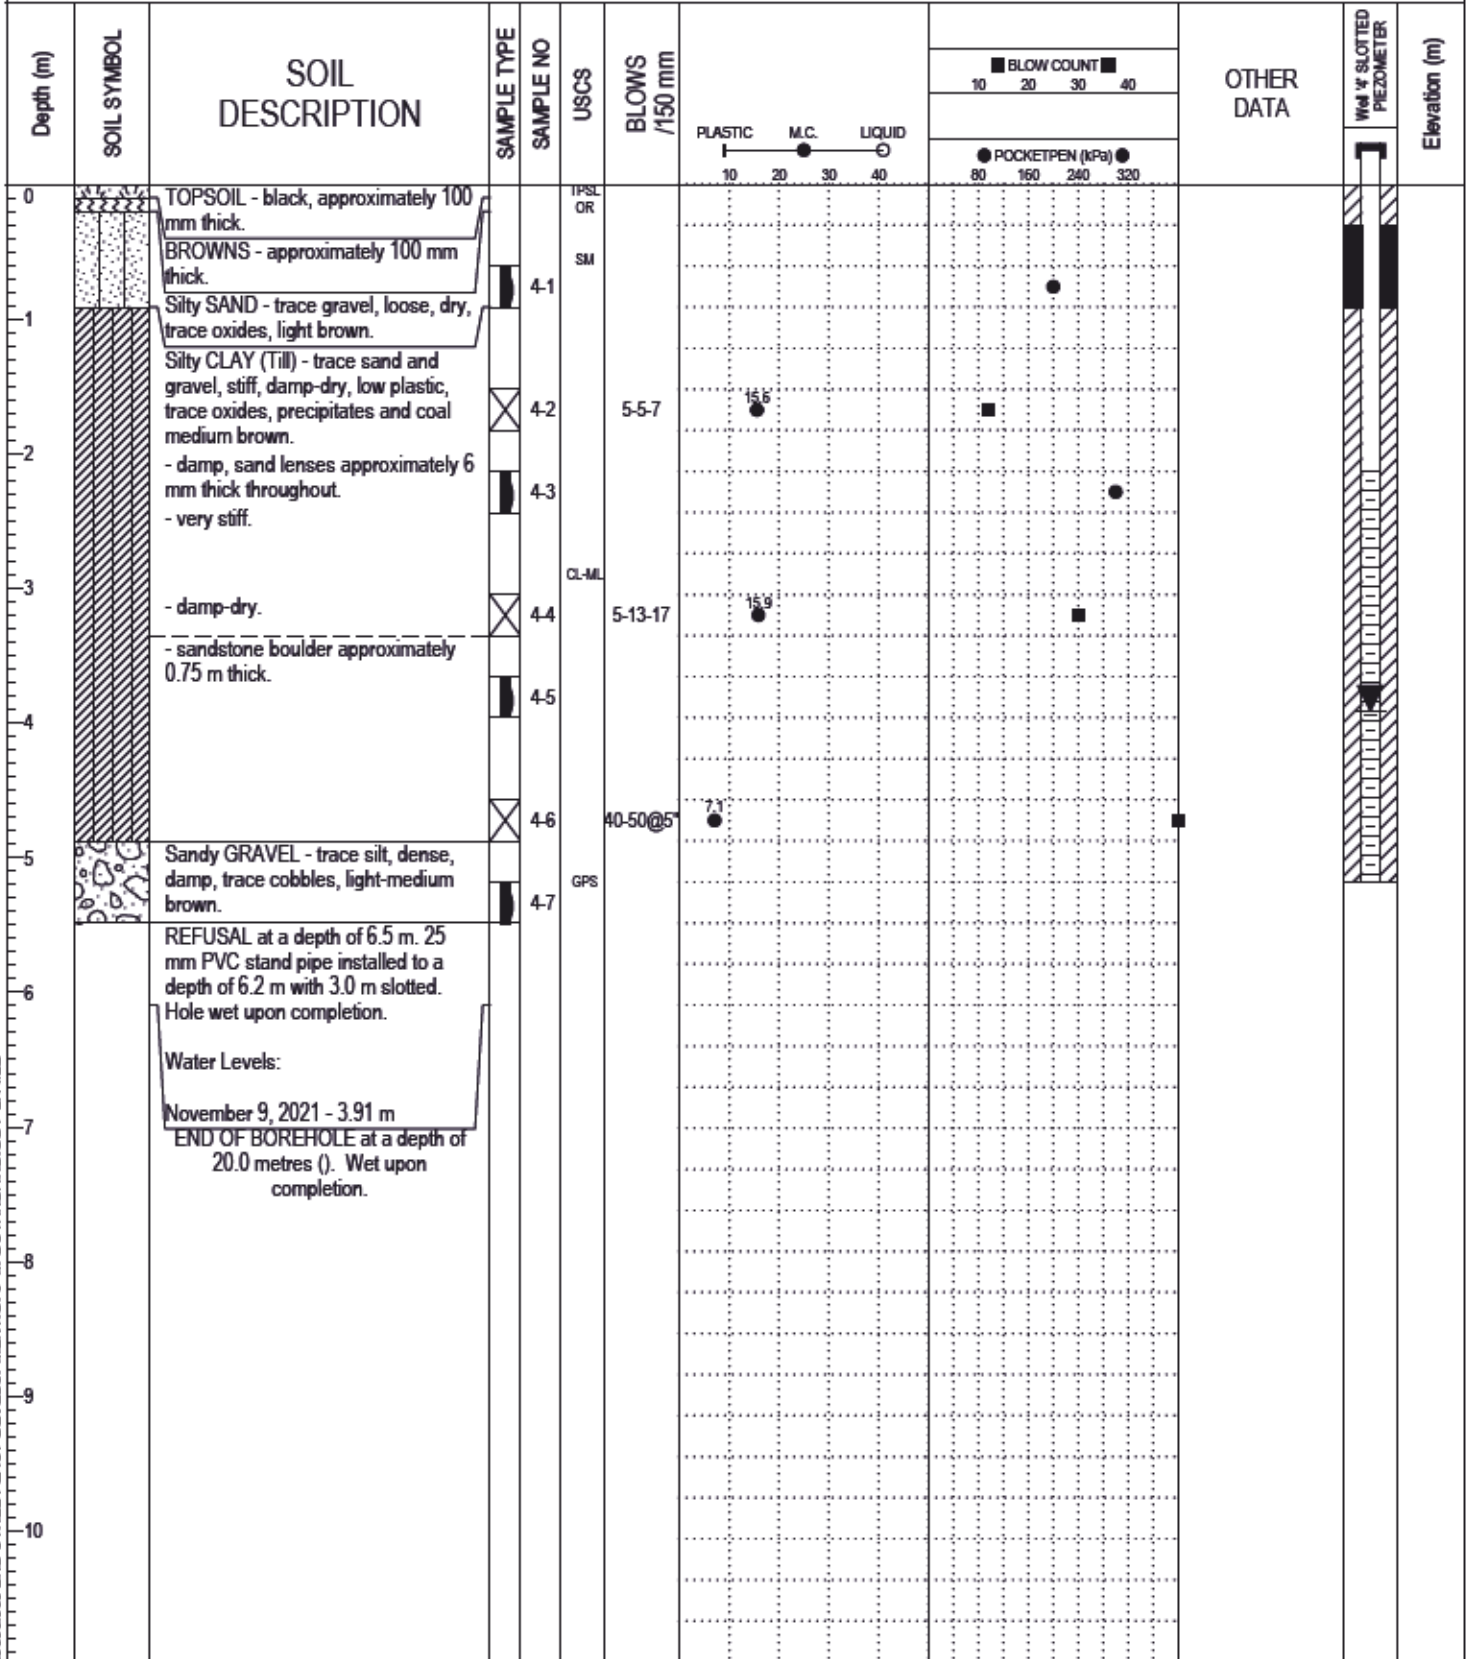 Depth (m)
SOIL SYMBOL
SOIL
DESCRIPTION
SAMPLE TYPE
SAMPLE NO
USCS
BLOWS
/150 mm
PLASTIC M.C. LIQUID
10 20 30 40
BLOW COUNT
10 20 30 40
POCKETPEN (kPa)
80 160 240 320
OTHER
DATA
Well '4' SLOTTED
PIEZOMETER
Elevation (m)
0
TOPSOIL - black, approximately 100
mm thick.
TPSL
OR
BROWNS - approximately 100 mm
thick.
SM
4-1
Silty SAND - trace gravel, loose, dry,
trace oxides, light brown.
1
Silty CLAY (Till) - trace sand and
gravel, stiff, damp-dry, low plastic,
trace oxides, precipitates and coal
medium brown.
4-2
5-5-7
15.6
2
- damp, sand lenses approximately 6
mm thick throughout.
4-3
- very stiff.
CL-ML
3
- damp-dry.
4-4
5-13-17
15.9
- sandstone boulder approximately
0.75 m thick.
4-5
4
4-6
40-50@5"
7.1
5
Sandy GRAVEL - trace silt, dense,
damp, trace cobbles, light-medium
brown.
GPS
4-7
REFUSAL at a depth of 6.5 m. 25
mm PVC stand pipe installed to a
depth of 6.2 m with 3.0 m slotted.
Hole wet upon completion.
6
Water Levels:
November 9, 2021 - 3.91 m
7
END OF BOREHOLE at a depth of
20.0 metres (). Wet upon
completion.
8
9
10